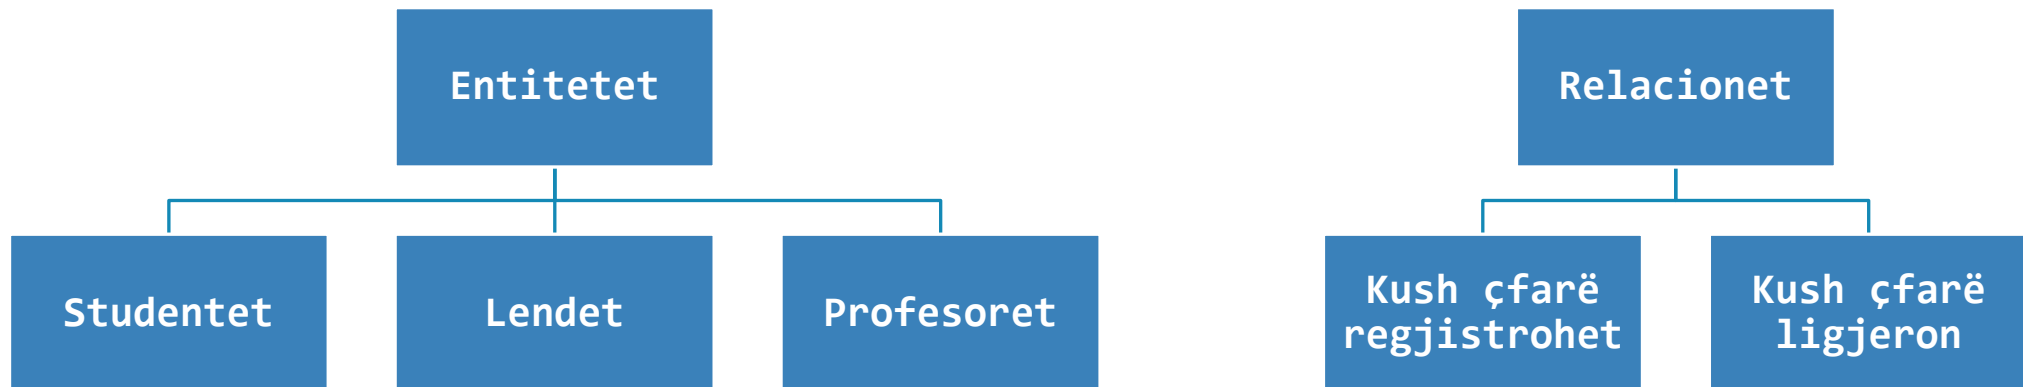 Entitetet
Relacionet
Studentet
Lendet
Profesoret
Kush çfarë
regjistrohet
Kush çfarë
ligjeron